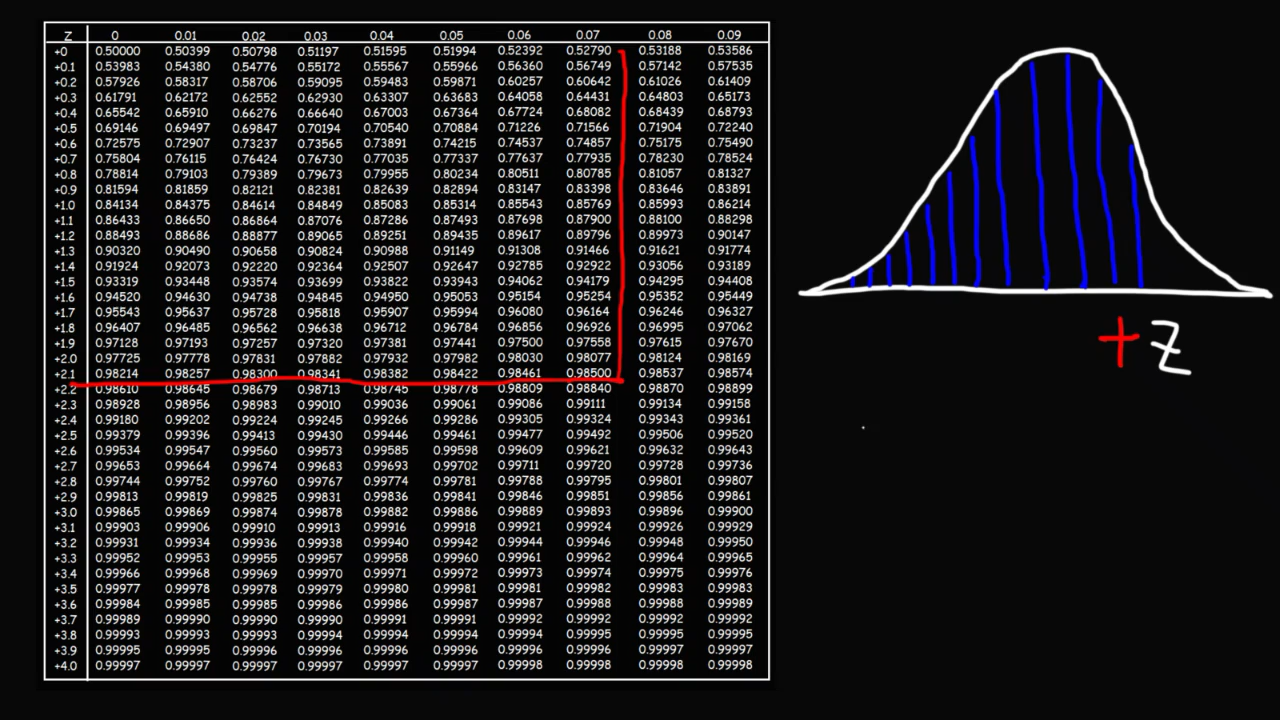 Z 0 0.01 0.02 0.03 0.04 0.05 0.06 0.07 0.08 0.09
+0 0.50000 0.50399 0.50798 0.51197 0.51595 0.51994 0.52392 0.52790 0.53188 0.53586
+0.1 0.53983 0.54380 0.54776 0.55172 0.55567 0.55966 0.56360 0.56749 0.57142 0.57535
+0.2 0.57926 0.58317 0.58706 0.59095 0.59483 0.59871 0.60257 0.60642 0.61026 0.61409
+0.3 0.61791 0.62172 0.62552 0.62930 0.63307 0.63683 0.64058 0.64431 0.64803 0.65173
+0.4 0.65542 0.65910 0.66276 0.66640 0.67003 0.67364 0.67724 0.68082 0.68439 0.68793
+0.5 0.69146 0.69497 0.69847 0.70194 0.70540 0.70884 0.71226 0.71566 0.71904 0.72240
+0.6 0.72575 0.72907 0.73237 0.73565 0.73891 0.74215 0.74537 0.74857 0.75175 0.75490
+0.7 0.75804 0.76115 0.76424 0.76730 0.77035 0.77337 0.77637 0.77935 0.78230 0.78524
+0.8 0.78814 0.79103 0.79389 0.79673 0.79955 0.80234 0.80511 0.80785 0.81057 0.81327
+0.9 0.81594 0.81859 0.82121 0.82381 0.82639 0.82894 0.83147 0.83398 0.83646 0.83891
+1.0 0.84134 0.84375 0.84614 0.84849 0.85083 0.85314 0.85543 0.85769 0.85993 0.86214
+1.1 0.86433 0.86650 0.86864 0.87076 0.87286 0.87493 0.87698 0.87900 0.88100 0.88298
+1.2 0.88493 0.88686 0.88877 0.89065 0.89251 0.89435 0.89617 0.89796 0.89973 0.90147
+1.3 0.90320 0.90490 0.90658 0.90824 0.90988 0.91149 0.91308 0.91466 0.91621 0.91774
+1.4 0.91924 0.92073 0.92220 0.92364 0.92507 0.92647 0.92785 0.92922 0.93056 0.93189
+1.5 0.93319 0.93448 0.93574 0.93699 0.93822 0.93943 0.94062 0.94179 0.94295 0.94408
+1.6 0.94520 0.94630 0.94738 0.94845 0.94950 0.95053 0.95154 0.95254 0.95352 0.95449
+1.7 0.95543 0.95637 0.95728 0.95818 0.95907 0.95994 0.96080 0.96164 0.96246 0.96327
+1.8 0.96407 0.96485 0.96562 0.96638 0.96712 0.96784 0.96856 0.96926 0.96995 0.97062
+1.9 0.97128 0.97193 0.97257 0.97320 0.97381 0.97441 0.97500 0.97558 0.97615 0.97670
+2.0 0.97725 0.97778 0.97831 0.97882 0.97932 0.97982 0.98030 0.98077 0.98124 0.98169
+2.1 0.98214 0.98257 0.98300 0.98341 0.98382 0.98422 0.98461 0.98500 0.98537 0.98574
+2.2 0.98610 0.98645 0.98679 0.98713 0.98745 0.98778 0.98809 0.98840 0.98870 0.98899
+2.3 0.98928 0.98956 0.98983 0.99010 0.99036 0.99061 0.99086 0.99111 0.99134 0.99158
+2.4 0.99180 0.99202 0.99224 0.99245 0.99266 0.99286 0.99305 0.99324 0.99343 0.99361
+2.5 0.99379 0.99396 0.99413 0.99430 0.99446 0.99461 0.99477 0.99492 0.99506 0.99520
+2.6 0.99534 0.99547 0.99560 0.99573 0.99585 0.99598 0.99609 0.99621 0.99632 0.99643
+2.7 0.99653 0.99664 0.99674 0.99683 0.99693 0.99702 0.99711 0.99720 0.99728 0.99736
+2.8 0.99744 0.99752 0.99760 0.99767 0.99774 0.99781 0.99788 0.99795 0.99801 0.99807
+2.9 0.99813 0.99819 0.99825 0.99831 0.99836 0.99841 0.99846 0.99851 0.99856 0.99861
+3.0 0.99865 0.99869 0.99874 0.99878 0.99882 0.99886 0.99889 0.99893 0.99896 0.99900
+3.1 0.99903 0.99906 0.99910 0.99913 0.99916 0.99918 0.99921 0.99924 0.99926 0.99929
+3.2 0.99931 0.99934 0.99936 0.99938 0.99940 0.99942 0.99944 0.99946 0.99948 0.99950
+3.3 0.99952 0.99953 0.99955 0.99957 0.99958 0.99960 0.99961 0.99962 0.99964 0.99965
+3.4 0.99966 0.99968 0.99969 0.99970 0.99971 0.99972 0.99973 0.99974 0.99975 0.99976
+3.5 0.99977 0.99978 0.99978 0.99979 0.99980 0.99981 0.99981 0.99982 0.99983 0.99983
+3.6 0.99984 0.99985 0.99985 0.99986 0.99986 0.99987 0.99987 0.99988 0.99988 0.99989
+3.7 0.99989 0.99990 0.99990 0.99990 0.99991 0.99991 0.99992 0.99992 0.99992 0.99992
+3.8 0.99993 0.99993 0.99993 0.99994 0.99994 0.99994 0.99994 0.99995 0.99995 0.99995
+3.9 0.99995 0.99995 0.99996 0.99996 0.99996 0.99996 0.99996 0.99996 0.99997 0.99997
+4.0 0.99997 0.99997 0.99997 0.99997 0.99997 0.99997 0.99998 0.99998 0.99998 0.99998
+ Z